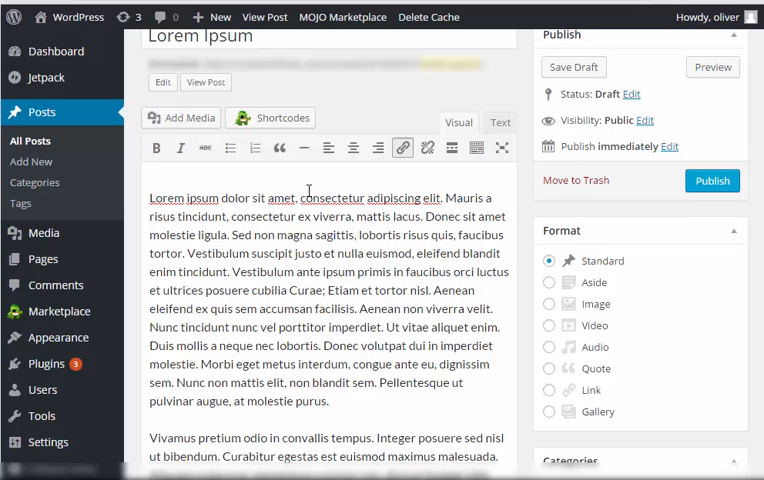 WordPress 3 0 + New View Post MOJO Marketplace Delete Cache Howdy, oliver
Lorem Ipsum
Edit View Post
Add Media Shortcodes
Visual Text
B I ABC
Lorem ipsum dolor sit amet, consectetur adipiscing elit. Mauris a
risus tincidunt, consectetur ex viverra, mattis lacus. Donec sit amet
molestie ligula. Sed non magna sagittis, lobortis risus quis, faucibus
tortor. Vestibulum suscipit justo et nulla euismod, eleifend blandit
enim tincidunt. Vestibulum ante ipsum primis in faucibus orci luctus
et ultrices posuere cubilia Curae; Etiam et tortor nisl. Aenean
eleifend ex quis sem accumsan facilisis. Aenean non viverra velit.
Nunc tincidunt nunc vel porttitor imperdiet. Ut vitae aliquet enim.
Duis mollis a neque nec lobortis. Donec volutpat dui in imperdiet
molestie. Morbi eget metus interdum, congue ante eu, dignissim
sem. Nunc non mattis elit, non blandit sem. Pellentesque ut
pulvinar augue, at molestie purus.
Vivamus pretium odio in convallis tempus. Integer posuere sed nisl
ut bibendum. Curabitur egestas est euismod maximus malesuada.
Dashboard
Jetpack
Posts
All Posts
Add New
Categories
Tags
Media
Pages
Comments
Marketplace
Appearance
Plugins 3
Users
Tools
Settings
Publish
Save Draft Preview
Status: Draft Edit
Visibility: Public Edit
Publish immediately Edit
Move to Trash Publish
Format
Standard
Aside
Image
Video
Audio
Quote
Link
Gallery
Categories